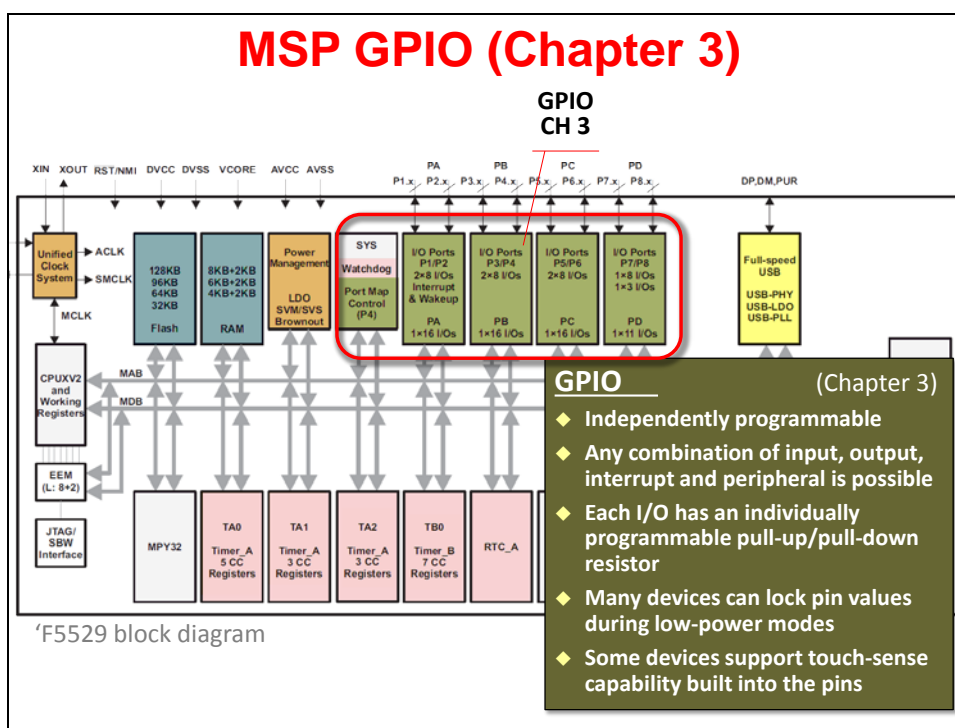 MSP GPIO (Chapter 3)
GPIO
CH 3
XIN XOUT RST/NMI DVCC DVSS VCORE AVCC AVSS
PA PB PC PD
P1.x P2.x P3.x P4.x P5.x P6.x P7.x P8.x
DP,DM,PUR
Unified
Clock
System
ACLK
SMCLK
MCLK
128KB
96KB
64KB
32KB
Flash
8KB+2KB
6KB+2KB
4KB+2KB
RAM
Power
Management
LDO
SVM/SVS
Brownout
SYS
Watchdog
Port Map
Control
(P4)
I/O Ports
P1/P2
2×8 I/Os
Interrupt
& Wakeup
PA
1×16 I/Os
I/O Ports
P3/P4
2×8 I/Os
PB
1×16 I/Os
I/O Ports
P5/P6
2×8 I/Os
PC
1×16 I/Os
I/O Ports
P7/P8
1×8 I/Os
1×3 I/Os
PD
1×11 I/Os
Full-speed
USB
USB-PHY
USB-LDO
USB-PLL
CPUXV2
and
Working
Registers
MAB
MDB
EEM
(L: 8+2)
JTAG/
SBW
Interface
MPY32
TA0
Timer_A
5 CC
Registers
TA1
Timer_A
3 CC
Registers
TA2
Timer_A
3 CC
Registers
TB0
Timer_B
7 CC
Registers
RTC_A
GPIO (Chapter 3)
◆ Independently programmable
◆ Any combination of input, output,
interrupt and peripheral is possible
◆ Each I/O has an individually
programmable pull-up/pull-down
resistor
◆ Many devices can lock pin values
during low-power modes
◆ Some devices support touch-sense
capability built into the pins
‘F5529 block diagram